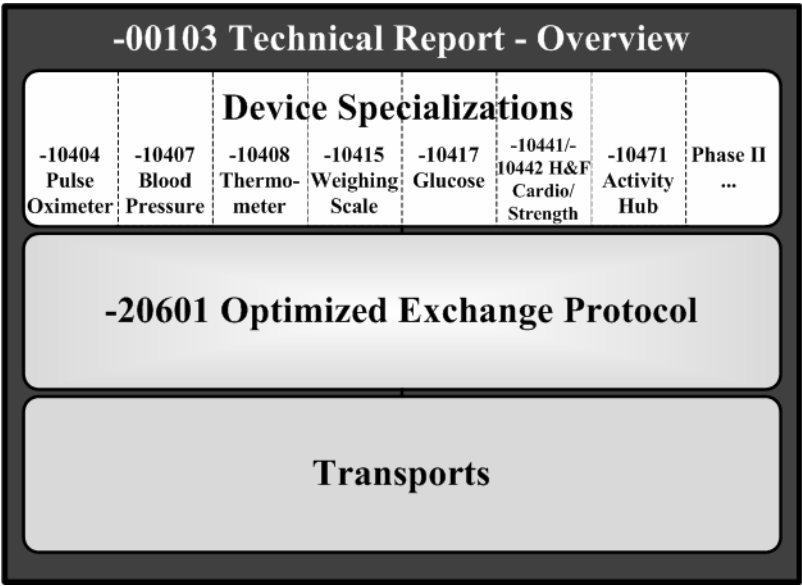 -00103 Technical Report - Overview
Device Specializations
-10404
Pulse
Oximeter
-10407
Blood
Pressure
-10408
Thermo-
meter
-10415
Weighing
Scale
-10417
Glucose
-10441/-
10442 H&F
Cardio/
Strength
-10471
Activity
Hub
Phase II
...
-20601 Optimized Exchange Protocol
Transports